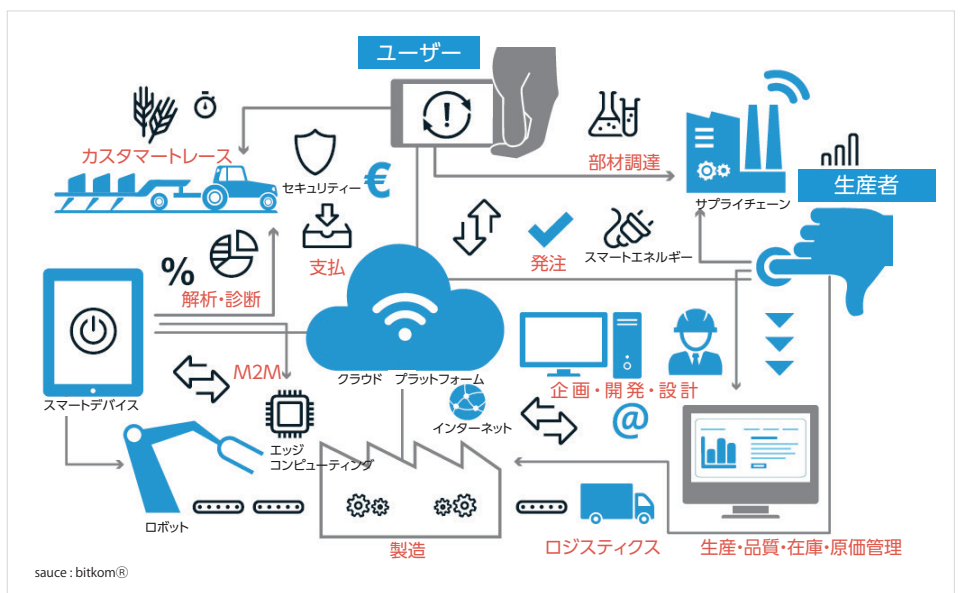 ユーザー
カスタマートレース
セキュリティー
€
部材調達
サプライチェーン
生産者
%
解析・診断
支払
発注
スマートエネルギー
M2M
クラウド プラットフォーム
企画・開発・設計
スマートデバイス
インターネット
@
エッジ
コンピューティング
ロボット
製造
ロジスティクス
生産・品質・在庫・原価管理
sauce : bitkom®